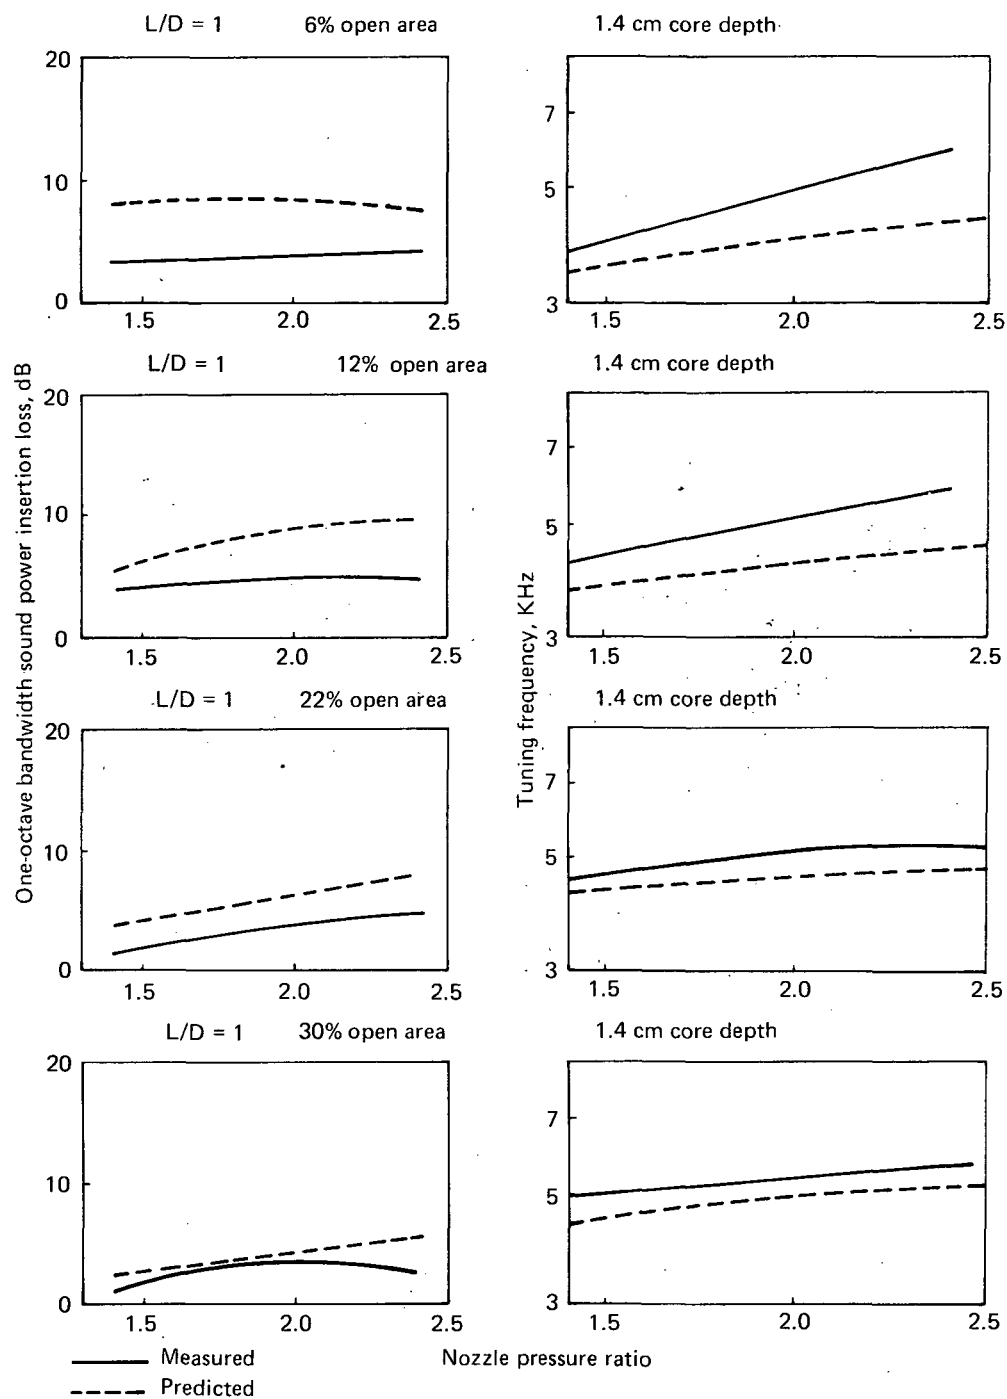 L/D = 1 6% open area
1.4 cm core depth
20
10
0
1.5 2.0 2.5
7
5
3
1.5 2.0 2.5
L/D = 1 12% open area
1.4 cm core depth
20
10
0
1.5 2.0 2.5
7
5
3
1.5 2.0 2.5
L/D = 1 22% open area
1.4 cm core depth
20
10
0
1.5 2.0 2.5
7
5
3
1.5 2.0 2.5
L/D = 1 30% open area
1.4 cm core depth
20
10
0
1.5 2.0 2.5
7
5
3
1.5 2.0 2.5
One-octave bandwidth sound power insertion loss, dB
Tuning frequency, KHz
Nozzle pressure ratio
Measured
Predicted